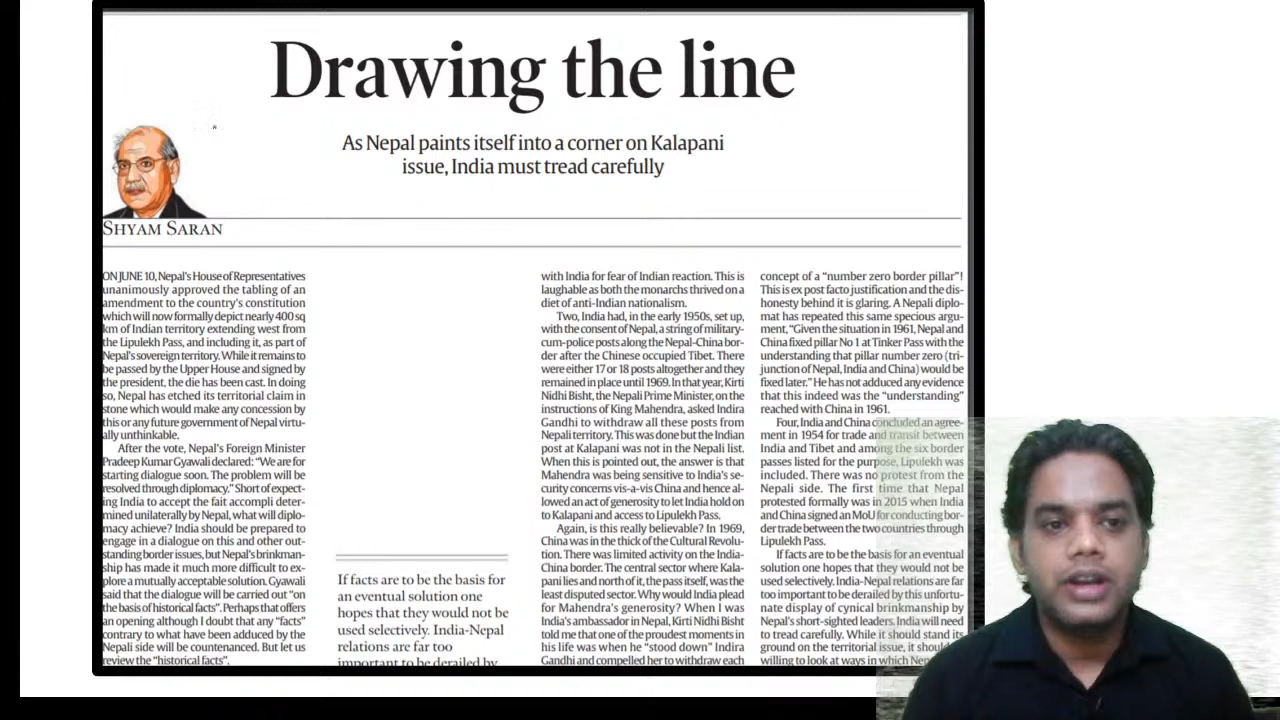 Drawing the line
As Nepal paints itself into a corner on Kalapani
issue, India must tread carefully
SHYAM SARAN
ON JUNE 10, Nepal's House of Representatives
unanimously approved the tabling of an
amendment to the country's constitution
which will now formally depict nearly 400 sq
km of Indian territory extending west from
the Lipulekh Pass, and including it, as part of
Nepal's sovereign territory. While it remains to
be passed by the Upper House and signed by
the president, the die has been cast. In doing
so, Nepal has etched its territorial claim in
stone which would make any concession by
this or any future government of Nepal virtu-
ally unthinkable.
After the vote, Nepal's Foreign Minister
Pradeep Kumar Gyawali declared: “We are for
starting dialogue soon. The problem will be
resolved through diplomacy.” Short of expect-
ing India to accept the fait accompli deter-
mined unilaterally by Nepal, what will diplo-
macy achieve? India should be prepared to
engage in a dialogue on this and other out-
standing border issues, but Nepal's brinkman-
ship has made it much more difficult to ex-
plore a mutually acceptable solution. Gyawali
said that the dialogue will be carried out “on
the basis of historical facts”. Perhaps that offers
an opening although I doubt that any “facts”
contrary to what have been adduced by the
Nepali side will be countenanced. But let us
review the “historical facts”.
If facts are to be the basis for
an eventual solution one
hopes that they would not be
used selectively. India-Nepal
relations are far too
important to be derailed by
with India for fear of Indian reaction. This is
laughable as both the monarchs thrived on a
diet of anti-Indian nationalism.
Two, India had, in the early 1950s, set up,
with the consent of Nepal, a string of military-
cum-police posts along the Nepal-China bor-
der after the Chinese occupied Tibet. There
were either 17 or 18 posts altogether and they
remained in place until 1969. In that year, Kirti
Nidhi Bisht, the Nepali Prime Minister, on the
instructions of King Mahendra, asked Indira
Gandhi to withdraw all these posts from
Nepali territory. This was done but the Indian
post at Kalapani was not in the Nepali list.
When this is pointed out, the answer is that
Mahendra was being sensitive to India's se-
curity concerns vis-a-vis China and hence al-
lowed an act of generosity to let India hold on
to Kalapani and access to Lipulekh Pass.
Again, is this really believable? In 1969,
China was in the thick of the Cultural Revolu-
tion. There was limited activity on the India-
China border. The central sector where Kala-
pani lies and north of it, the pass itself, was the
least disputed sector. Why would India plead
for Mahendra's generosity? When I was
India's ambassador in Nepal, Kirti Nidhi Bisht
told me that one of the proudest moments in
his life was when he “stood down” Indira
Gandhi and compelled her to withdraw each
concept of a “number zero border pillar”!
This is ex post facto justification and the dis-
honesty behind it is glaring. A Nepali diplo-
mat has repeated this same specious argu-
ment, “Given the situation in 1961, Nepal and
China fixed pillar No 1 at Tinker Pass with the
understanding that pillar number zero (tri-
junction of Nepal, India and China) would be
fixed later.” He has not adduced any evidence
that this indeed was the “understanding”
reached with China in 1961.
Four, India and China concluded an agree-
ment in 1954 for trade and transit between
India and Tibet and among the six border
passes listed for the purpose, Lipulekh was
included. There was no protest from the
Nepali side. The first time that Nepal
protested formally was in 2015 when India
and China signed an MoU for conducting bor-
der trade between the two countries through
Lipulekh Pass.
If facts are to be the basis for an eventual
solution one hopes that they would not be
used selectively. India-Nepal relations are far
too important to be derailed by this unfortu-
nate display of cynical brinkmanship by
Nepal's short-sighted leaders. India will need
to tread carefully. While it should stand its
ground on the territorial issue, it should
willing to look at ways in which